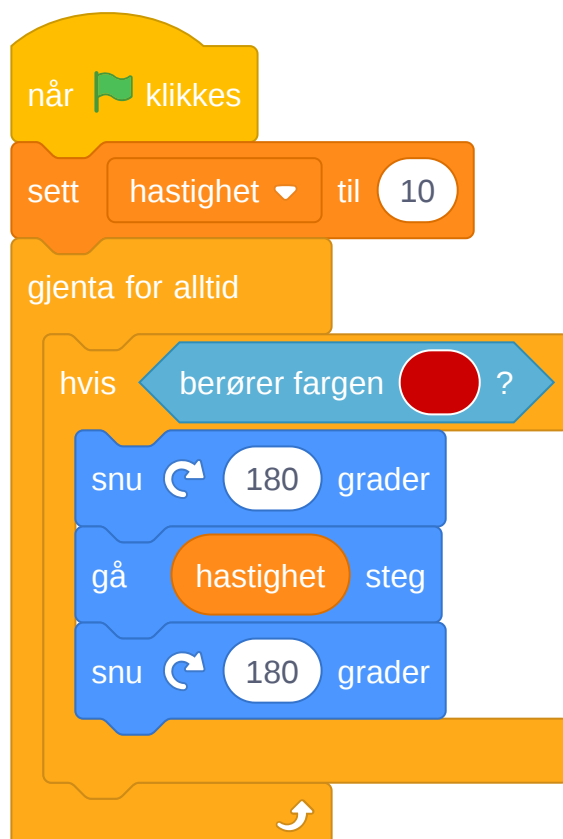 når klikkes
sett hastighet til 10
gjenta for alltid
hvis berører fargen ?
snu 180 grader
gå hastighet steg
snu 180 grader